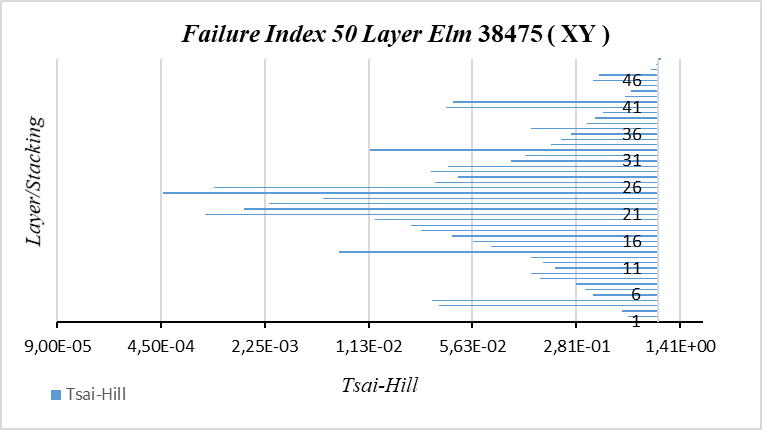 Failure Index 50 Layer Elm 38475 ( XY )
Layer/Stacking
46
41
36
31
26
21
16
11
6
1
9,00E-05 4,50E-04 2,25E-03 1,13E-02 5,63E-02 2,81E-01 1,41E+00
Tsai-Hill
Tsai-Hill